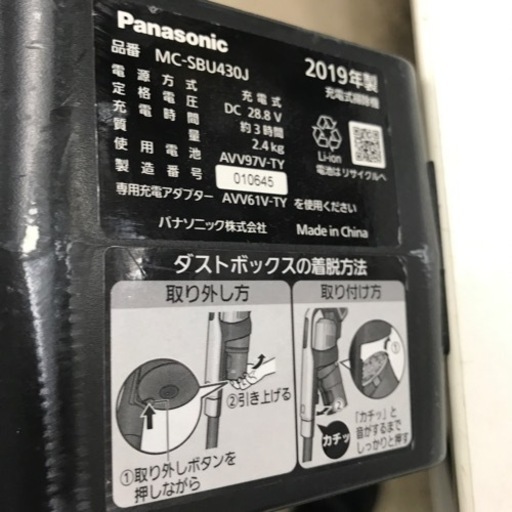 Panasonic
品番 MC-SBU430J
2019年製
電源方式 充電式
充電式掃除機
定格電圧 DC 28.8 V
充電時間 約3時間
質量 2.4 kg
使用電池 AVV97V-TY
製造番号 010645
Li-ion
電池はリサイクルへ
専用充電アダプター AVV61V-TY を使用ください
パナソニック株式会社 Made in China
ダストボックスの着脱方法
取り外し方
②引き上げる
①取り外しボタンを
押しながら
取り付け方
①
②
カチッ
「カチッ」と
音がするまで
しっかりと押す